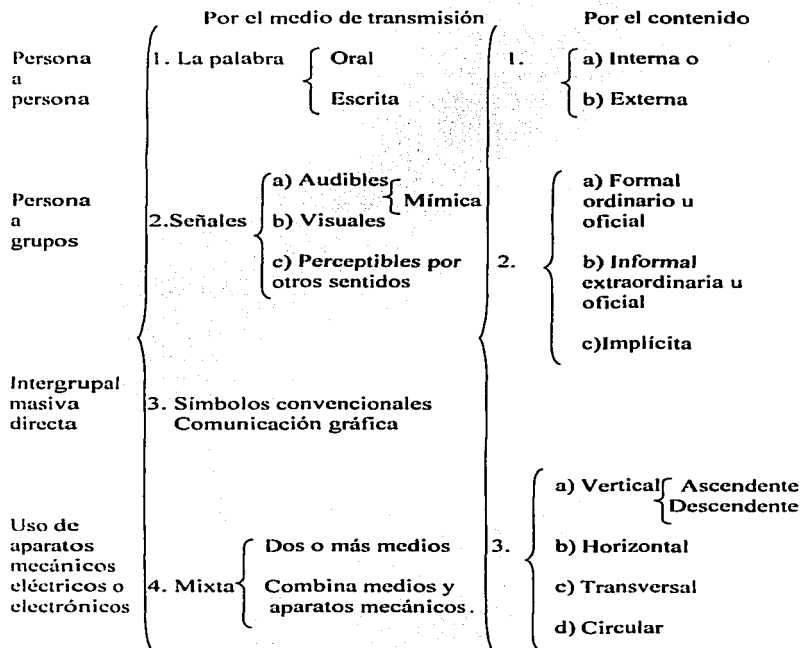 Por el medio de transmisión
Por el contenido
Persona
a
persona
Persona
a
grupos
Intergrupal
masiva
directa
Uso de
aparatos
mecánicos
eléctricos o
electrónicos
1. La palabra
Oral
Escrita
2.Señales
a) Audibles
Mímica
b) Visuales
c) Perceptibles por
otros sentidos
3. Símbolos convencionales
Comunicación gráfica
4. Mixta
Dos o más medios
Combina medios y
aparatos mecánicos.
1.
a) Interna o
b) Externa
2.
a) Formal
ordinario u
oficial
b) Informal
extraordinaria u
oficial
c)Implícita
3.
a) Vertical
Ascendente
Descendente
b) Horizontal
c) Transversal
d) Circular